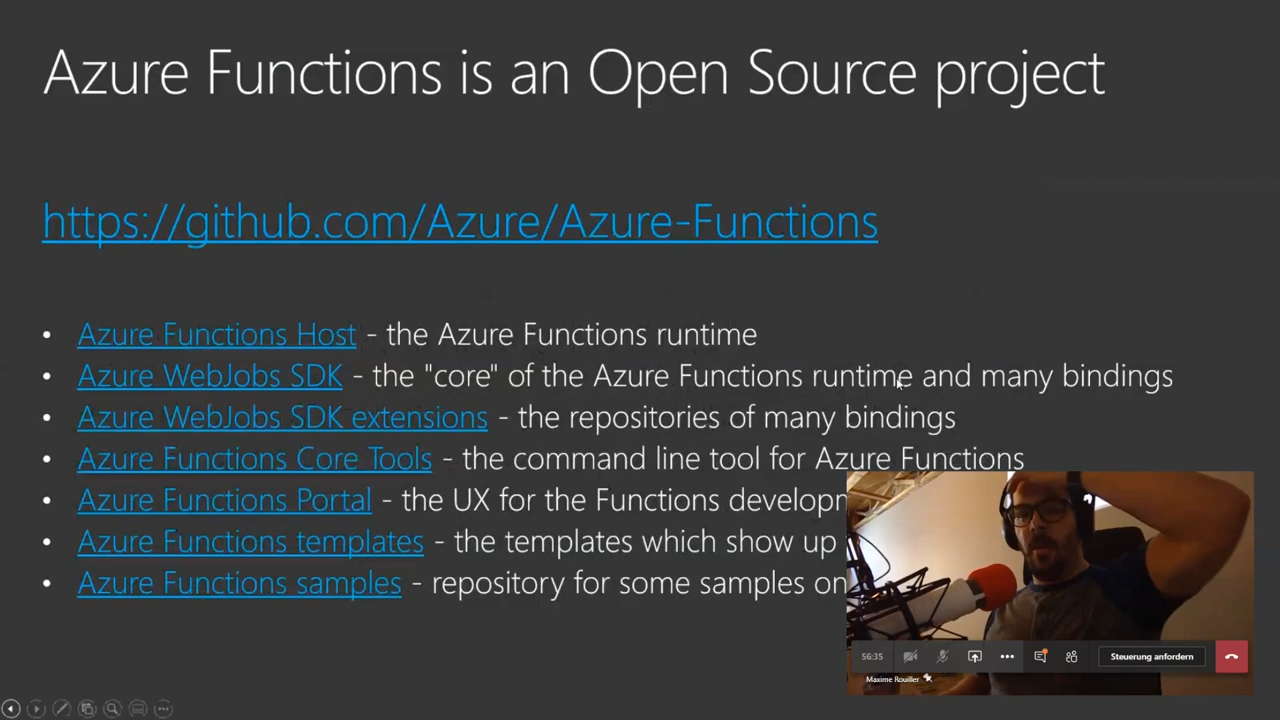 Azure Functions is an Open Source project
https://github.com/Azure/Azure-Functions
• Azure Functions Host - the Azure Functions runtime
• Azure WebJobs SDK - the "core" of the Azure Functions runtime and many bindings
• Azure WebJobs SDK extensions - the repositories of many bindings
• Azure Functions Core Tools - the command line tool for Azure Functions
• Azure Functions Portal - the UX for the Functions developm
• Azure Functions templates - the templates which show up
• Azure Functions samples - repository for some samples on
56:35
Steuerung anfordern
Maxime Rouiller